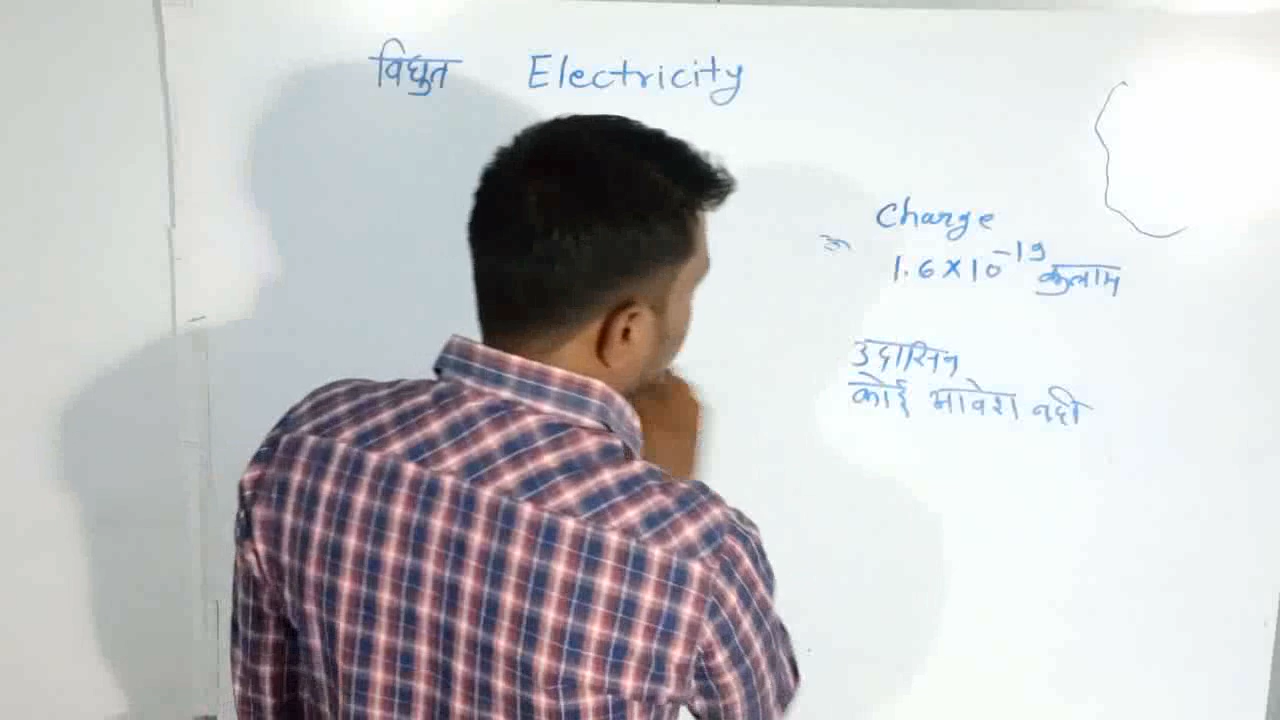 विधुत Electricity
Charge
1.6×10⁻¹⁹ कुलाम
उदासिन
कोई आवेश नही